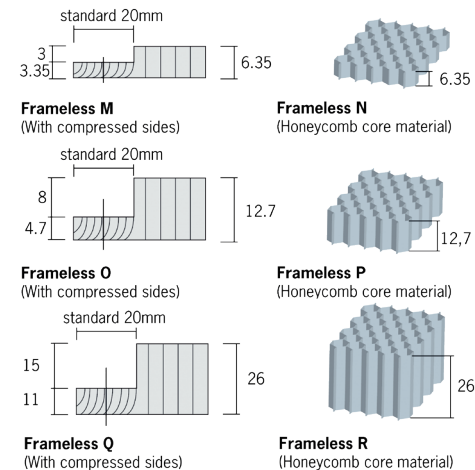 standard 20mm
3
3.35
6.35
6.35
Frameless M
(With compressed sides)
Frameless N
(Honeycomb core material)
standard 20mm
8
4.7
12.7
12,7
Frameless O
(With compressed sides)
Frameless P
(Honeycomb core material)
standard 20mm
15
11
26
26
Frameless Q
(With compressed sides)
Frameless R
(Honeycomb core material)